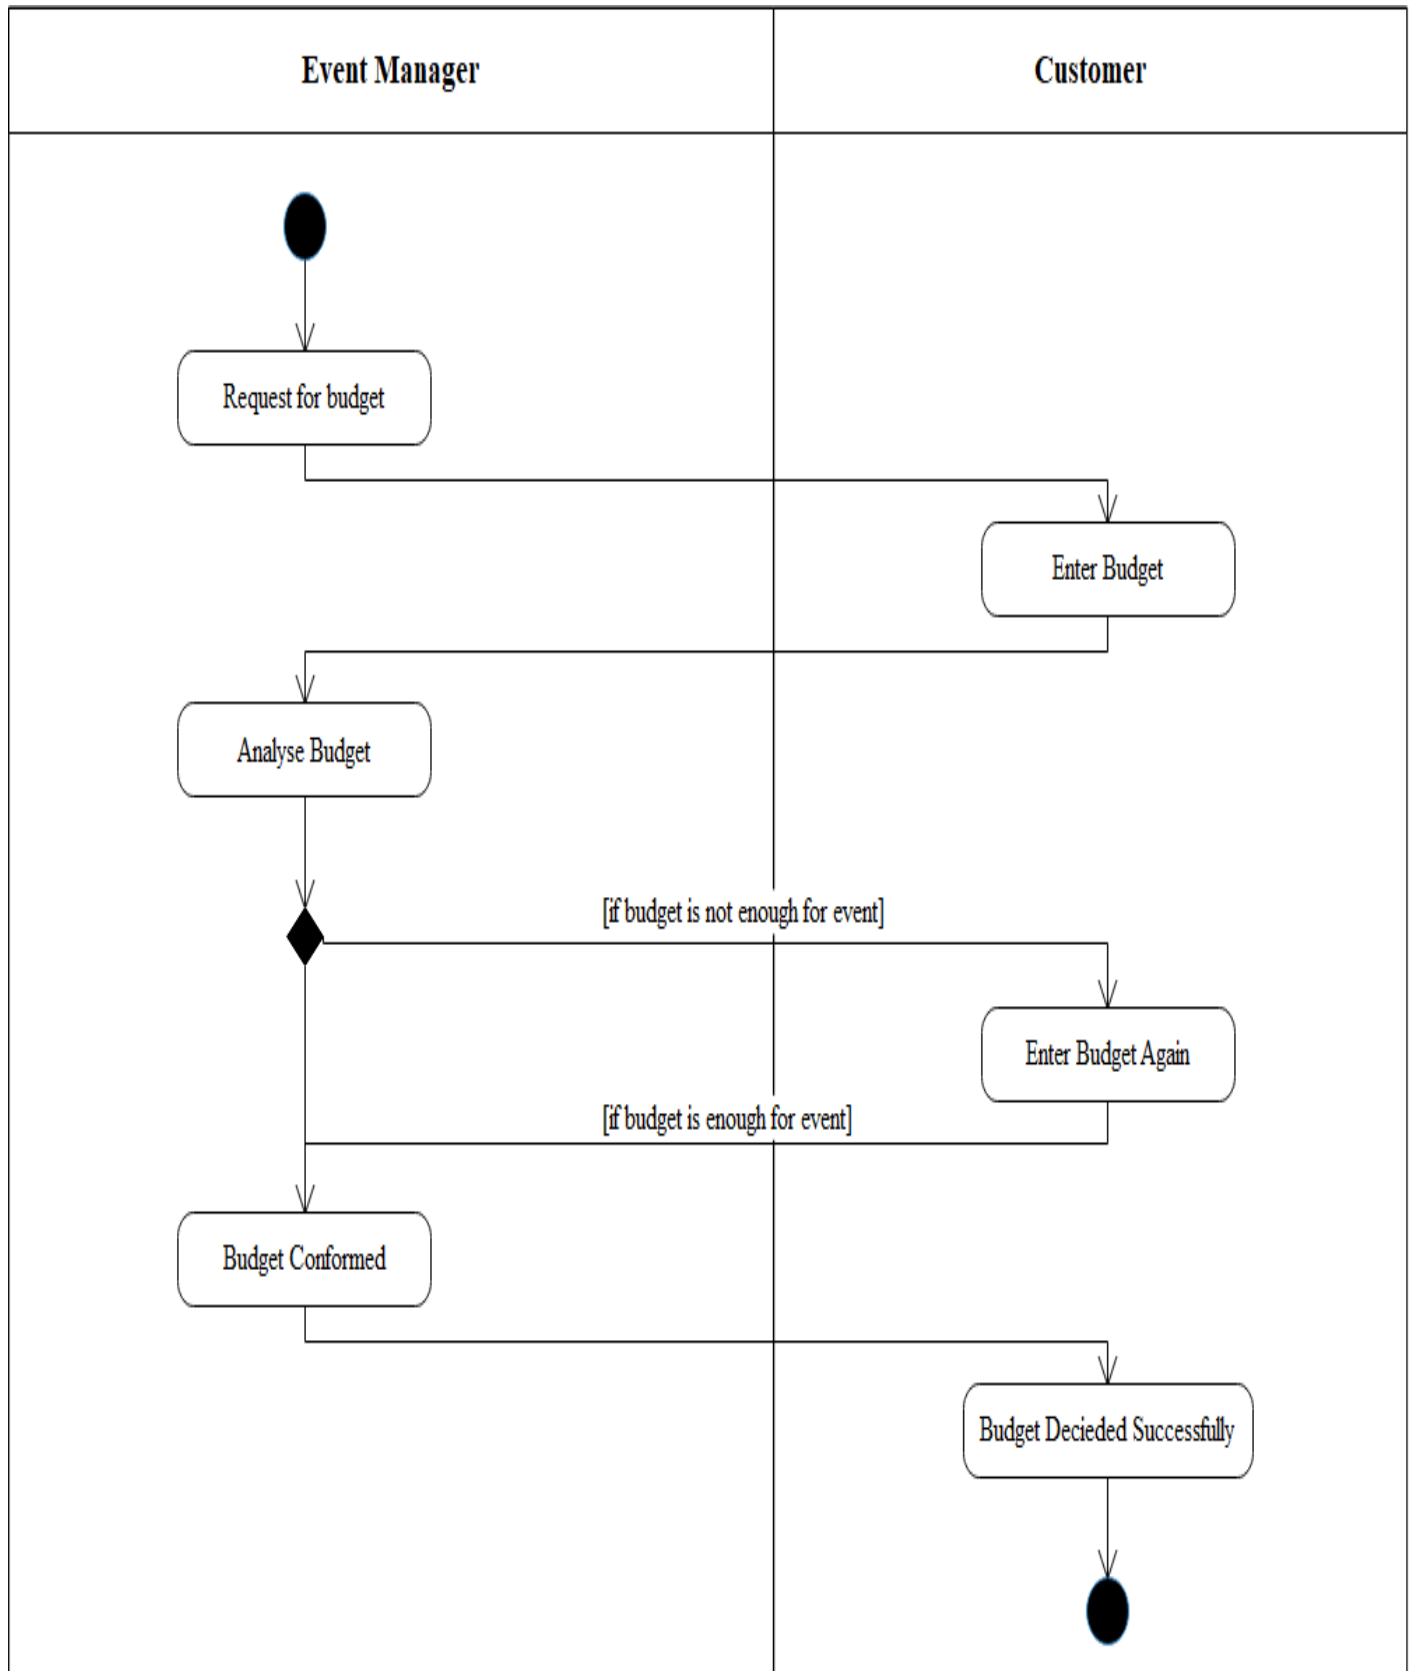 Event Manager
Customer
Request for budget
Enter Budget
Analyse Budget
[if budget is not enough for event]
Enter Budget Again
[if budget is enough for event]
Budget Conformed
Budget Decieded Successfully